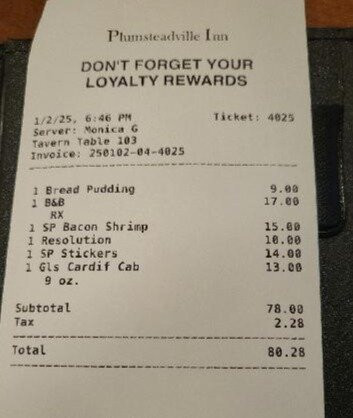 Plumsteadville Inn
DON'T FORGET YOUR
LOYALTY REWARDS
1/2/25, 6:46 PM Ticket: 4025
Server: Monica G
Tavern Table 103
Invoice: 250102-04-4025
1 Bread Pudding 9.00
1 B&B 17.00
RX
1 SP Bacon Shrimp 15.00
1 Resolution 10.00
1 SP Stickers 14.00
1 Gls Cardif Cab 13.00
9 oz.
Subtotal 78.00
Tax 2.28
Total 80.28